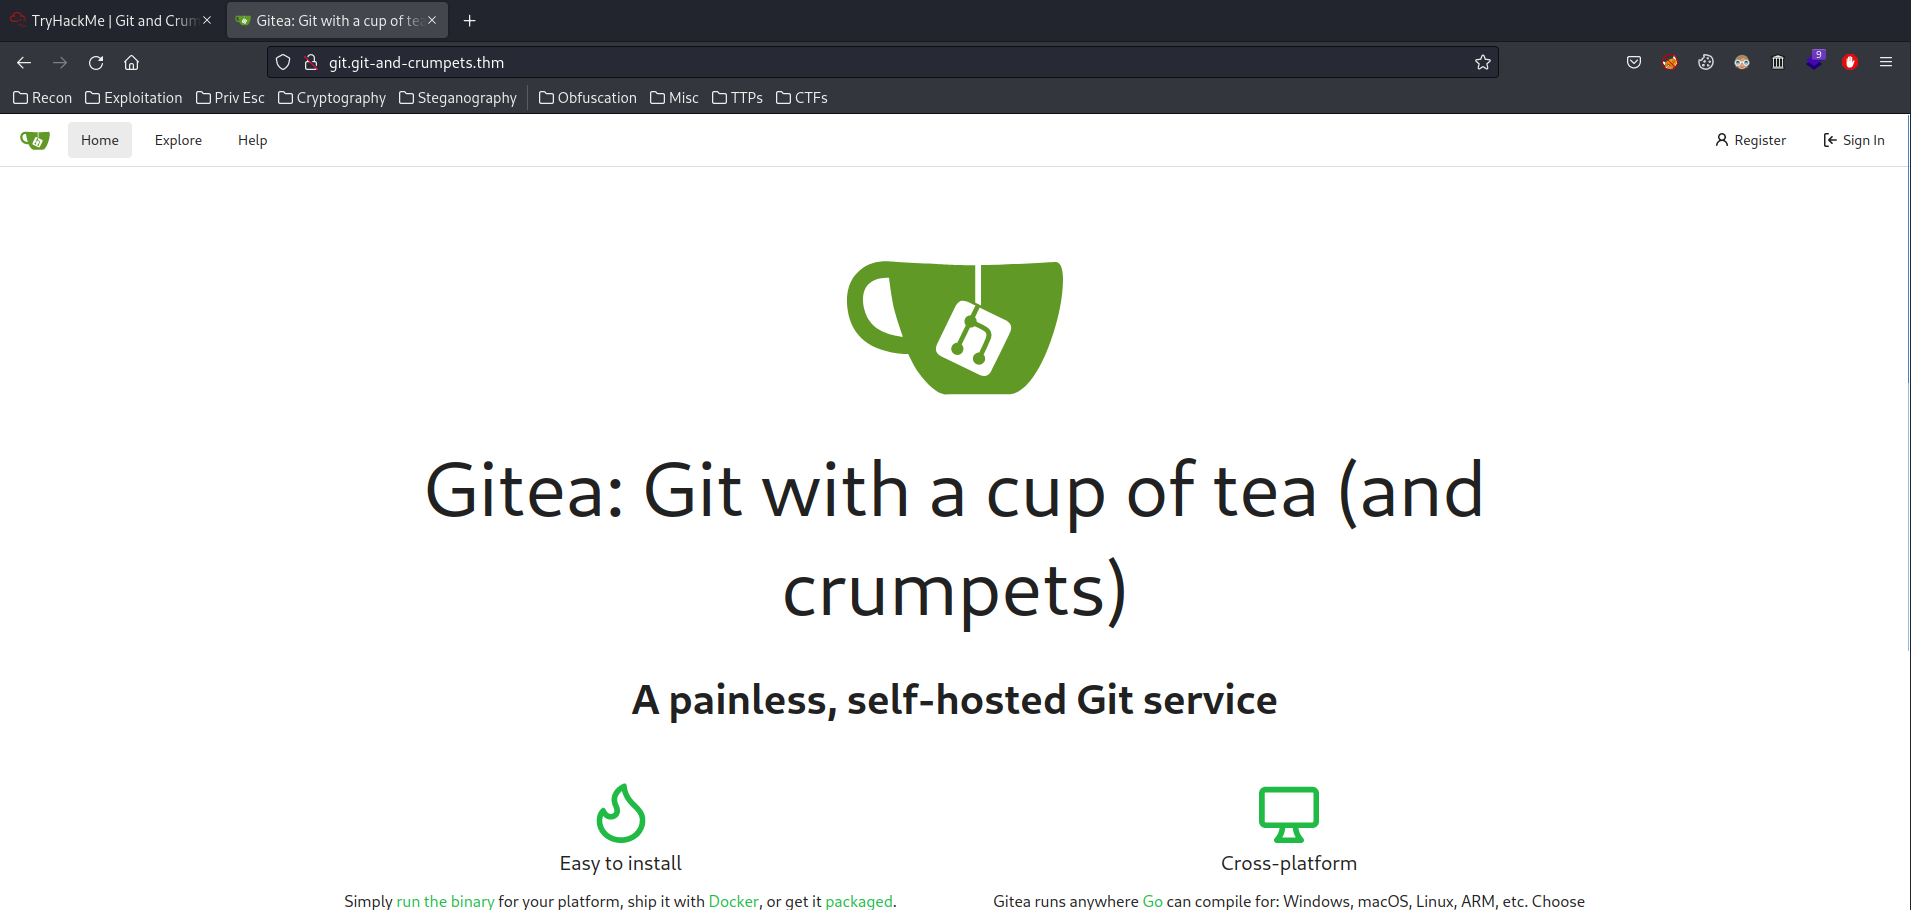 TryHackMe | Git and Crum
Gitea: Git with a cup of te
git.git-and-crumpets.thm
9
Recon Exploitation Priv Esc Cryptography Steganography Obfuscation Misc TTPs CTFs
Home Explore Help Register Sign In
Gitea: Git with a cup of tea (and
crumpets)
A painless, self-hosted Git service
Easy to install
Cross-platform
Simply run the binary for your platform, ship it with Docker, or get it packaged.
Gitea runs anywhere Go can compile for: Windows, macOS, Linux, ARM, etc. Choose